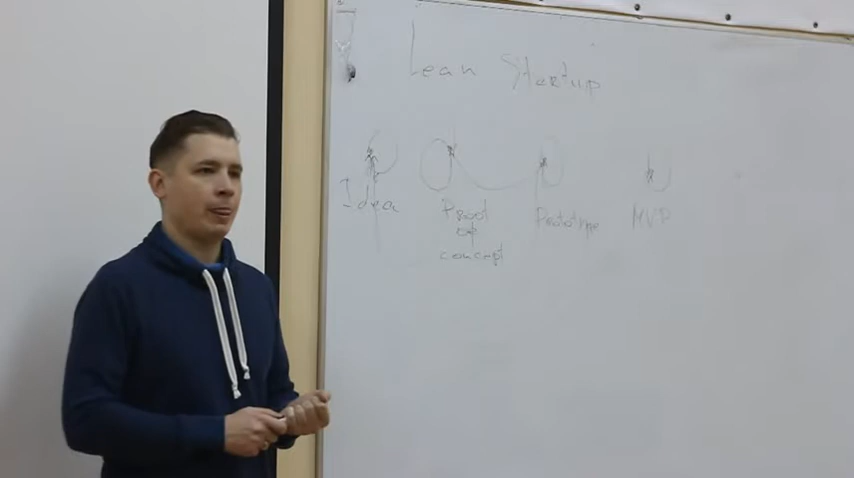 Lean Startup
Idea
Proof
of
concept
Prototype
MVP